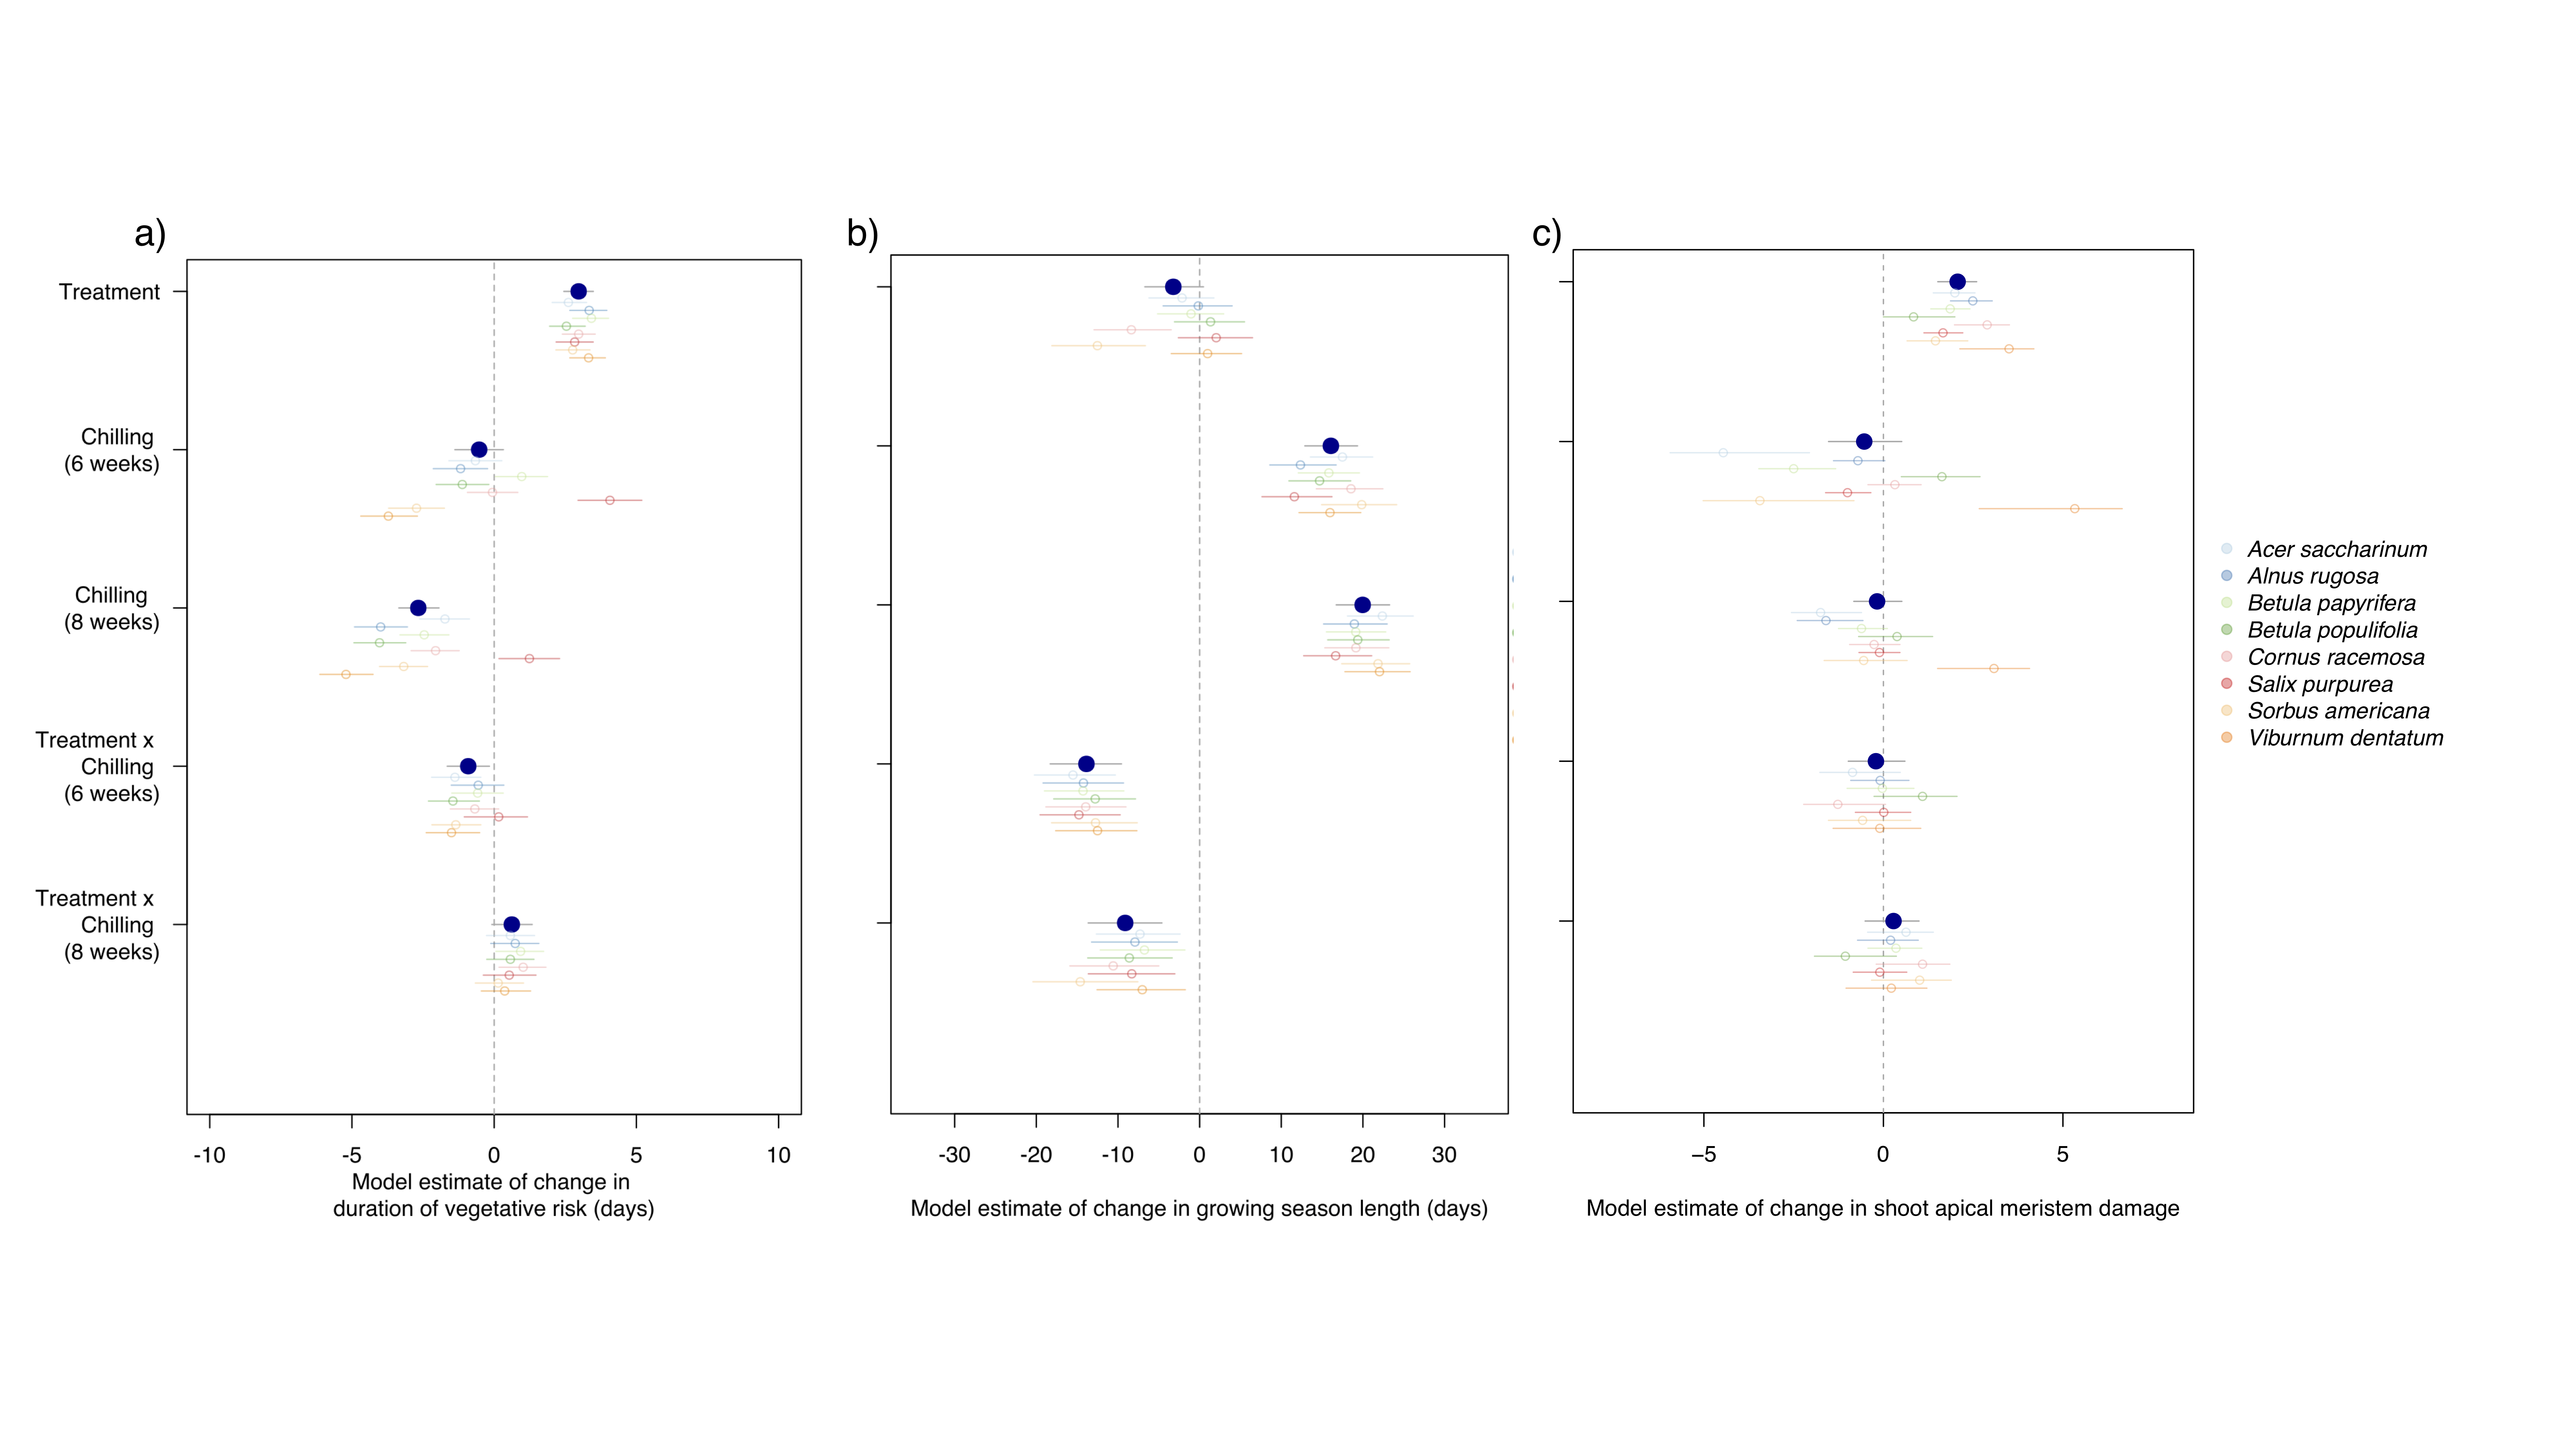 a)
b)
c)
Treatment
Chilling
(6 weeks)
Chilling
(8 weeks)
Treatment x
Chilling
(6 weeks)
Treatment x
Chilling
(8 weeks)
-10 -5 0 5 10
Model estimate of change in
duration of vegetative risk (days)
-30 -20 -10 0 10 20 30
Model estimate of change in growing season length (days)
−5 0 5
Model estimate of change in shoot apical meristem damage
Acer saccharinum
Alnus rugosa
Betula papyrifera
Betula populifolia
Cornus racemosa
Salix purpurea
Sorbus americana
Viburnum dentatum